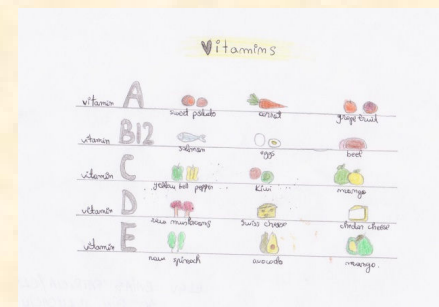 Vitamins
vitamin A
sweet potato carrot grape fruit
vitamin B12
salmon eggs beef
vitamin C
yellow bell pepper kiwi mango
vitamin D
raw mushrooms swiss cheese chedar cheese
vitamin E
raw spinach avocado mango.